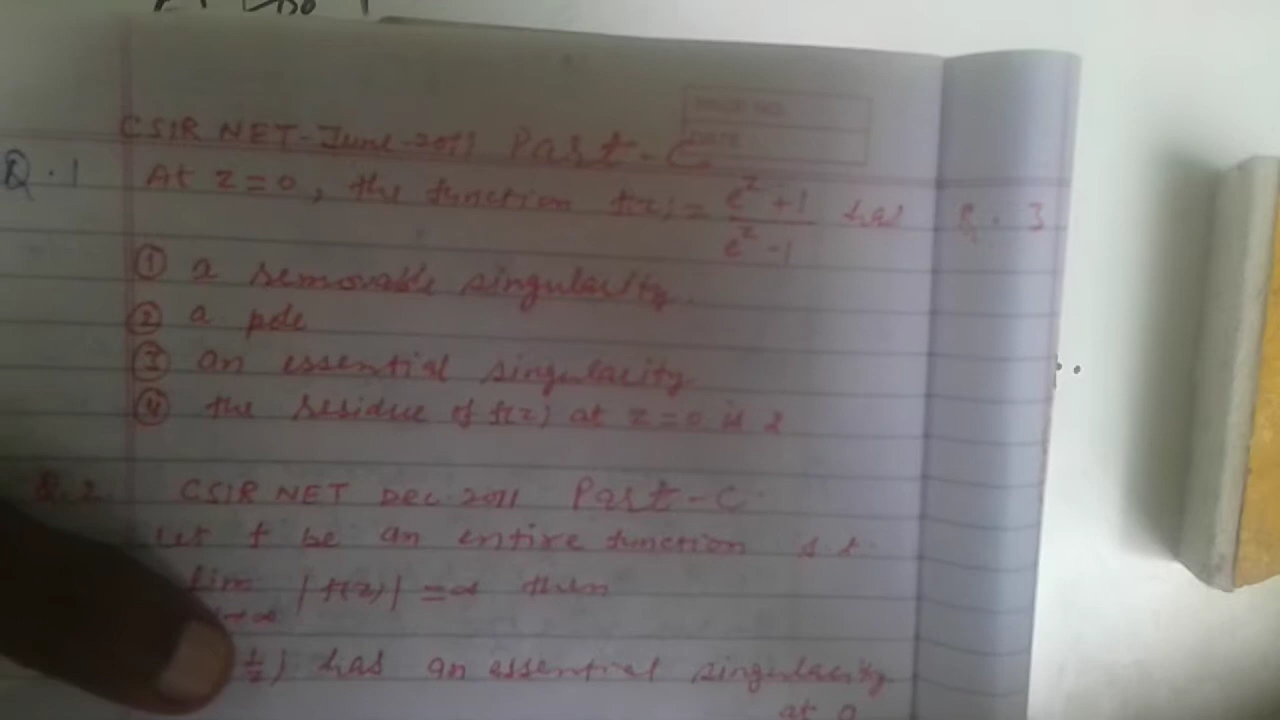 CSIR NET-June-2011 Part-C
Q.1 At z=0, the function f(z) = (e^z + 1)/(e^z - 1) has
① a removable singularity.
② a pole
③ an essential singularity
④ the residue of f(z) at z=0 is 2
Q.2 CSIR NET Dec 2011 Part-C
Let f be an entire function s.t.
lim |f(z)| = ∞ then
has an essential singularity
at 0